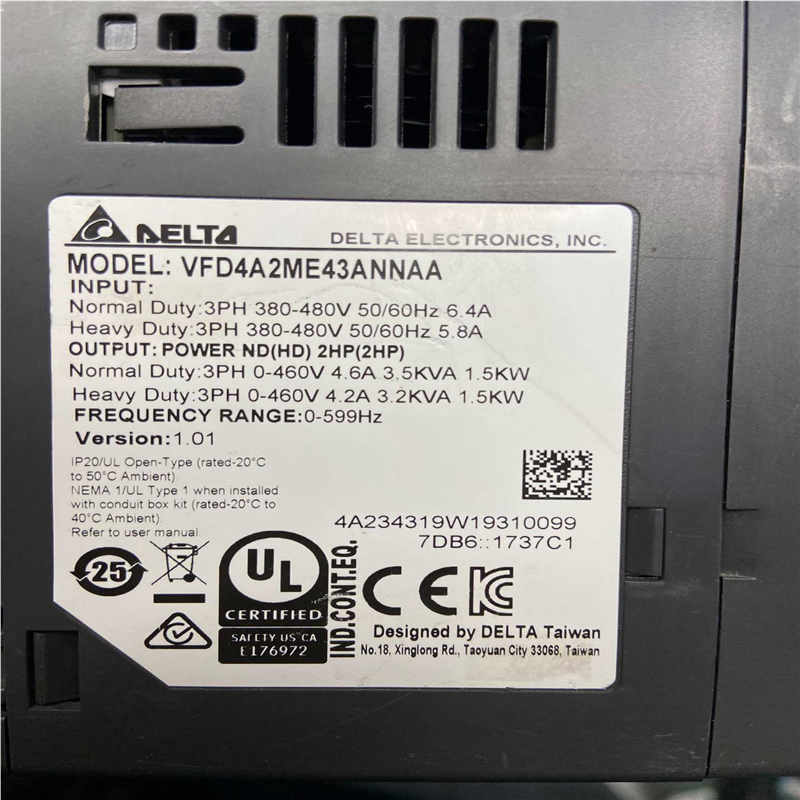 DELTA DELTA ELECTRONICS, INC.
MODEL: VFD4A2ME43ANNAA
INPUT:
Normal Duty:3PH 380-480V 50/60Hz 6.4A
Heavy Duty:3PH 380-480V 50/60Hz 5.8A
OUTPUT: POWER ND(HD) 2HP(2HP)
Normal Duty:3PH 0-460V 4.6A 3.5KVA 1.5KW
Heavy Duty:3PH 0-460V 4.2A 3.2KVA 1.5KW
FREQUENCY RANGE:0-599Hz
Version:1.01
IP20/UL Open-Type (rated-20°C
to 50°C Ambient).
NEMA 1/UL Type 1 when installed
with conduit box kit (rated-20°C to
40°C Ambient).
Refer to user manual.
4A234319W19310099
7DB6::1737C1
25
UL
CERTIFIED
SAFETY US CA
E176972
IND.CONT.EQ.
CE
Designed by DELTA Taiwan
No.18, Xinglong Rd., Taoyuan City 33068, Taiwan